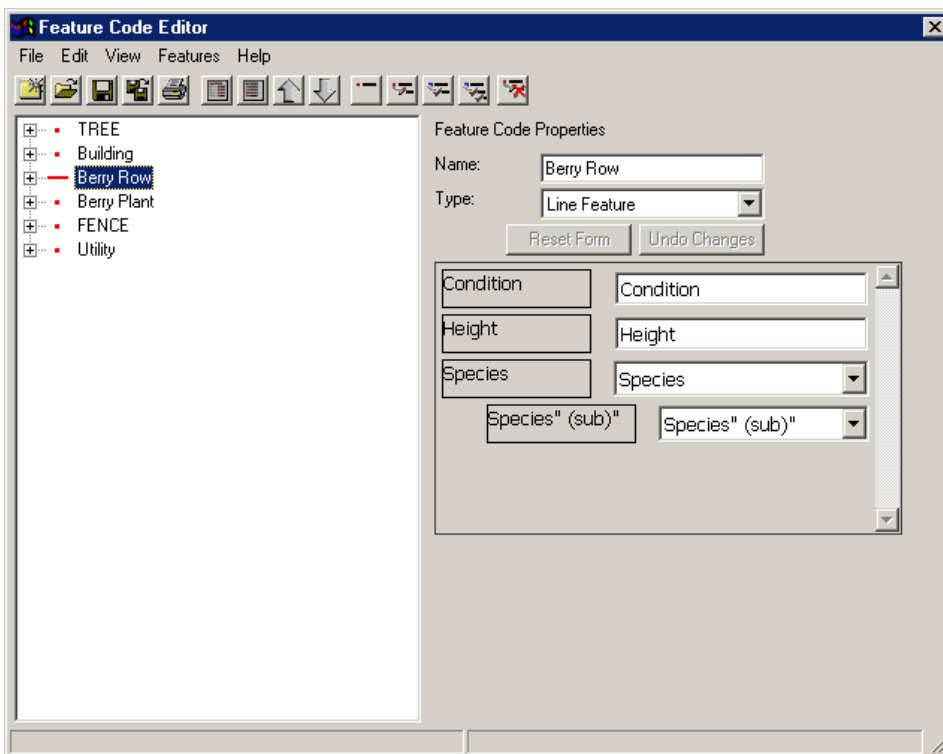 Feature Code Editor
File Edit View Features Help
TREE
Building
Berry Row
Berry Plant
FENCE
Utility
Feature Code Properties
Name: Berry Row
Type: Line Feature
Reset Form Undo Changes
Condition Condition
Height Height
Species Species
Species" (sub)" Species" (sub)"